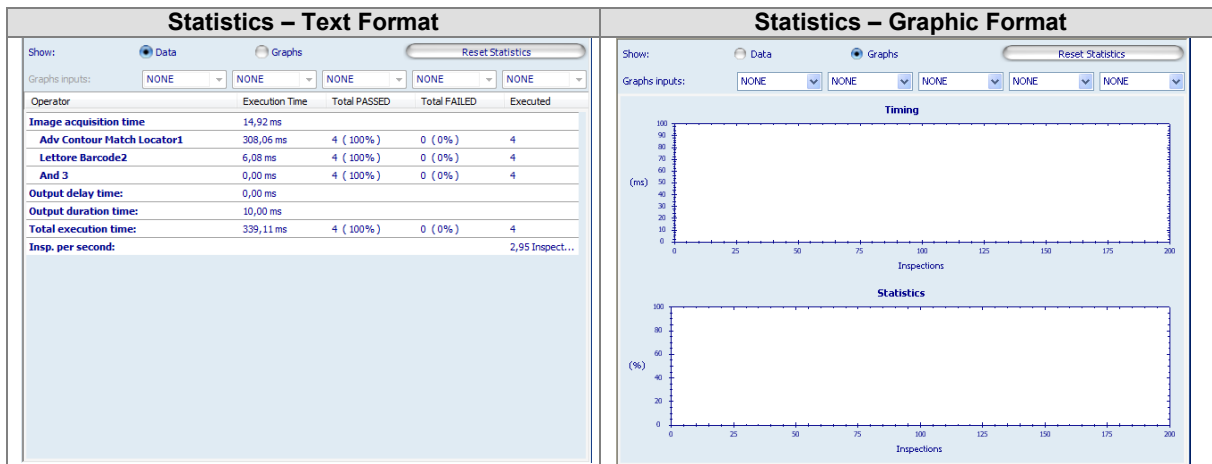 Statistics – Text Format
Show: Data Graphs Reset Statistics
Graphs inputs: NONE NONE NONE NONE NONE
Operator Execution Time Total PASSED Total FAILED Executed
Image acquisition time 14,92 ms
Adv Contour Match Locator1 308,06 ms 4 ( 100% ) 0 ( 0% ) 4
Lettore Barcode2 6,08 ms 4 ( 100% ) 0 ( 0% ) 4
And 3 0,00 ms 4 ( 100% ) 0 ( 0% ) 4
Output delay time: 0,00 ms
Output duration time: 10,00 ms
Total execution time: 339,11 ms 4 ( 100% ) 0 ( 0% ) 4
Insp. per second: 2,95 Inspect...
Statistics – Graphic Format
Show: Data Graphs Reset Statistics
Graphs inputs: NONE NONE NONE NONE NONE
Timing
100
90
80
70
60
(ms) 50
40
30
20
10
0
0 25 50 75 100 125 150 175 200
Inspections
Statistics
100
80
60
(%)
40
20
0
0 25 50 75 100 125 150 175 200
Inspections